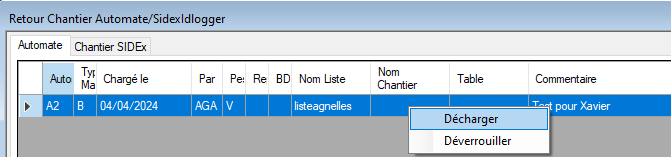 Retour Chantier Automate/SidexIdlogger
Automate Chantier SIDEx
Auto Typ Ma Chargé le Par Pes Rep BD Nom Liste Nom Chantier Table Commentaire
A2 B 04/04/2024 AGA V listeagnelles Test pour Xavier
Décharger
Déverrouiller